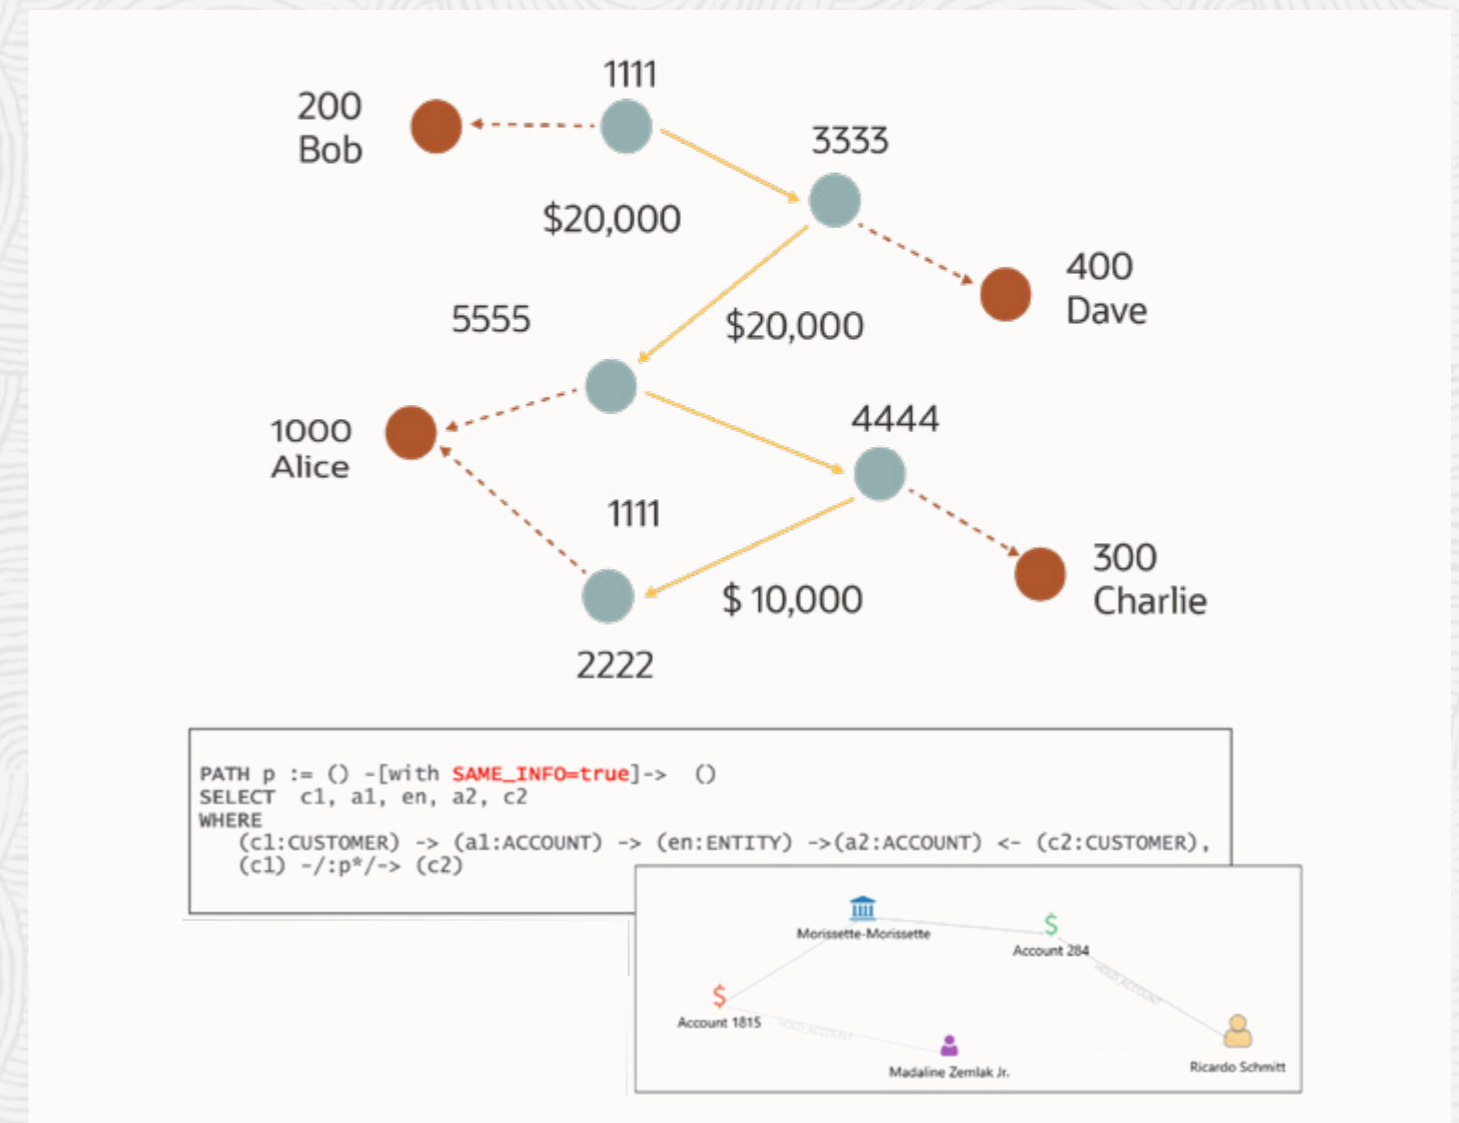 1111
200
Bob
3333
$20,000
400
Dave
5555
$20,000
4444
1000
Alice
1111
300
Charlie
$ 10,000
2222
PATH p := () -[with SAME_INFO=true]-> ()
SELECT c1, a1, en, a2, c2
WHERE
(c1:CUSTOMER) -> (a1:ACCOUNT) -> (en:ENTITY) ->(a2:ACCOUNT) <- (c2:CUSTOMER),
(c1) -/:p*/-> (c2)
Morissette-Morissette
Account 284
HOLD_ACCOUNT
Account 1815
HOLD_ACCOUNT
Madaline Zemlak Jr.
Ricardo Schmitt